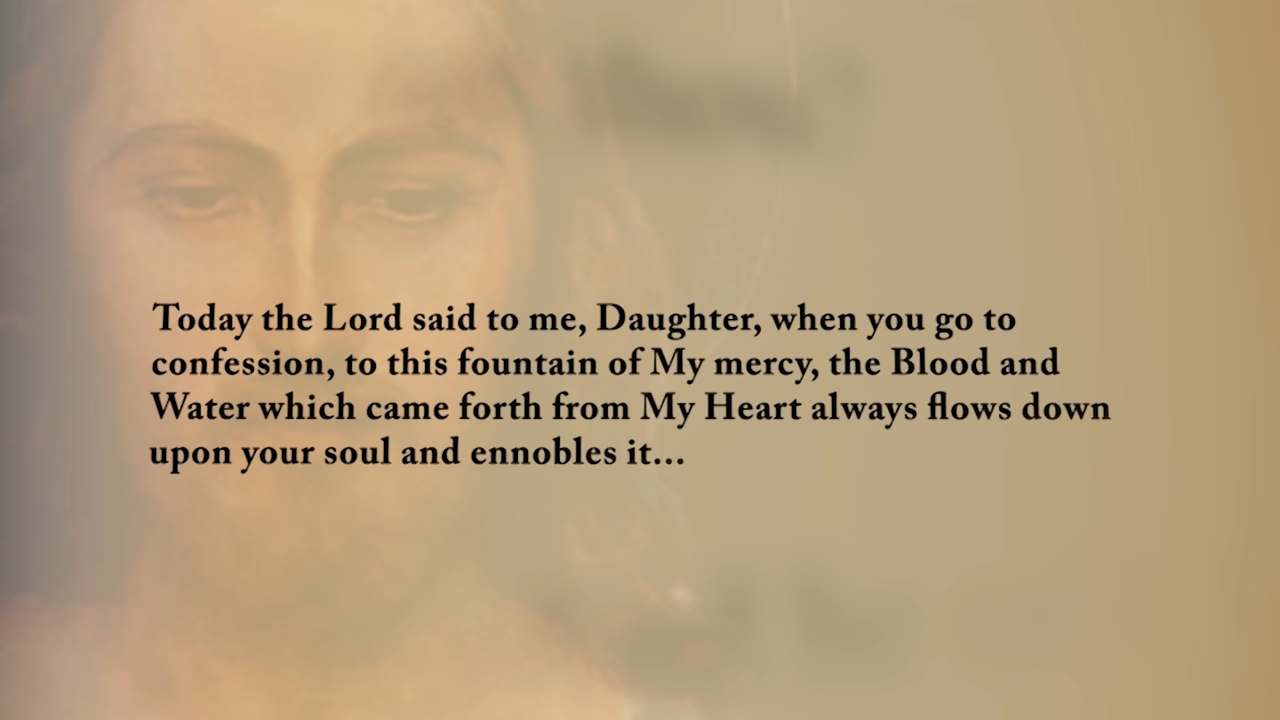 Today the Lord said to me, Daughter, when you go to
confession, to this fountain of My mercy, the Blood and
Water which came forth from My Heart always flows down
upon your soul and ennobles it...